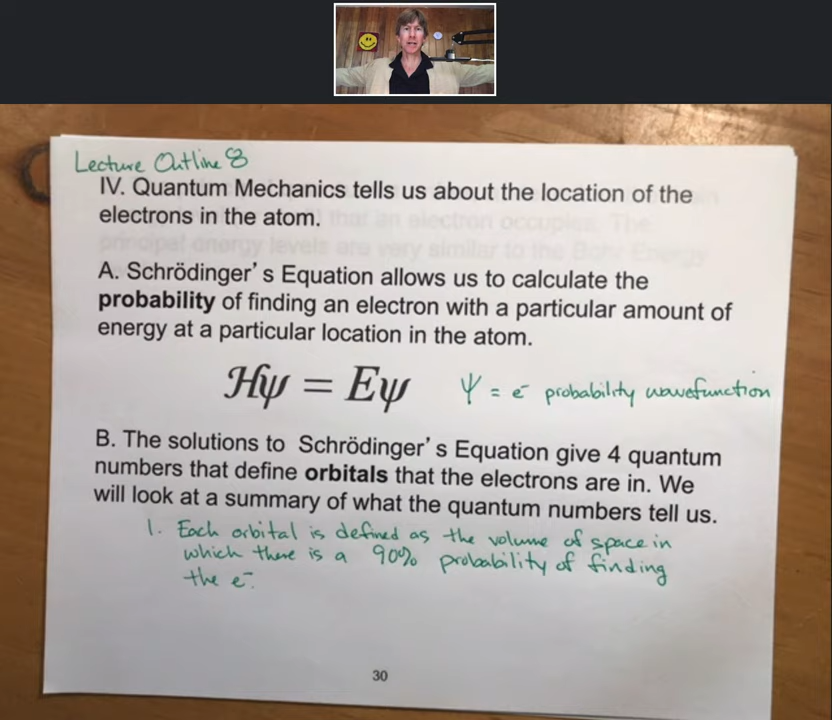 Lecture Outline 8
IV. Quantum Mechanics tells us about the location of the
electrons in the atom.
A. Schrödinger's Equation allows us to calculate the
probability of finding an electron with a particular amount of
energy at a particular location in the atom.
Hψ = Eψ ψ = e⁻ probability wavefunction
B. The solutions to Schrödinger's Equation give 4 quantum
numbers that define orbitals that the electrons are in. We
will look at a summary of what the quantum numbers tell us.
1. Each orbital is defined as the volume of space in
which there is a 90% probability of finding
the e⁻.
30